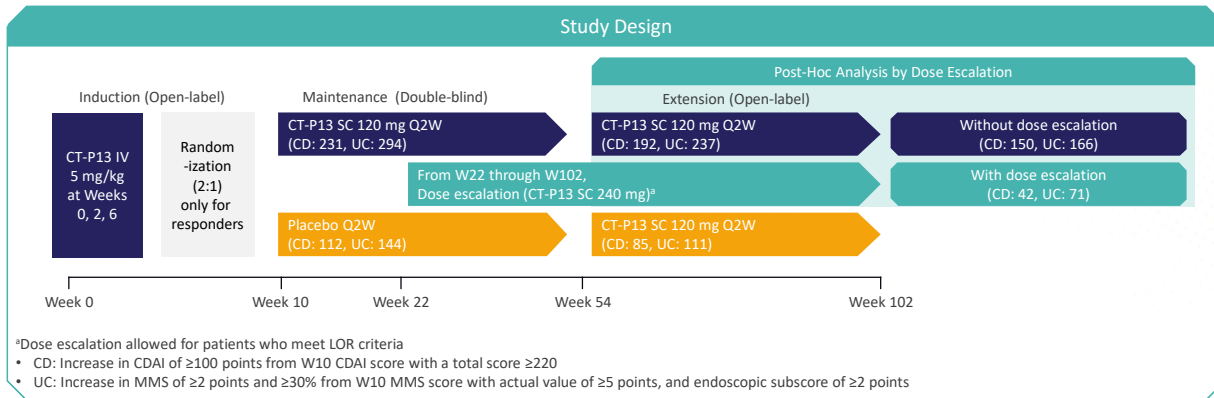 Study Design
Post-Hoc Analysis by Dose Escalation
Induction (Open-label)
Maintenance (Double-blind)
Extension (Open-label)
CT-P13 IV
5 mg/kg
at Weeks
0, 2, 6
Random
-ization
(2:1)
only for
responders
CT-P13 SC 120 mg Q2W
(CD: 231, UC: 294)
CT-P13 SC 120 mg Q2W
(CD: 192, UC: 237)
Without dose escalation
(CD: 150, UC: 166)
From W22 through W102,
Dose escalation (CT-P13 SC 240 mg)ᵃ
With dose escalation
(CD: 42, UC: 71)
Placebo Q2W
(CD: 112, UC: 144)
CT-P13 SC 120 mg Q2W
(CD: 85, UC: 111)
Week 0
Week 10
Week 22
Week 54
Week 102
ᵃDose escalation allowed for patients who meet LOR criteria
• CD: Increase in CDAI of ≥100 points from W10 CDAI score with a total score ≥220
• UC: Increase in MMS of ≥2 points and ≥30% from W10 MMS score with actual value of ≥5 points, and endoscopic subscore of ≥2 points